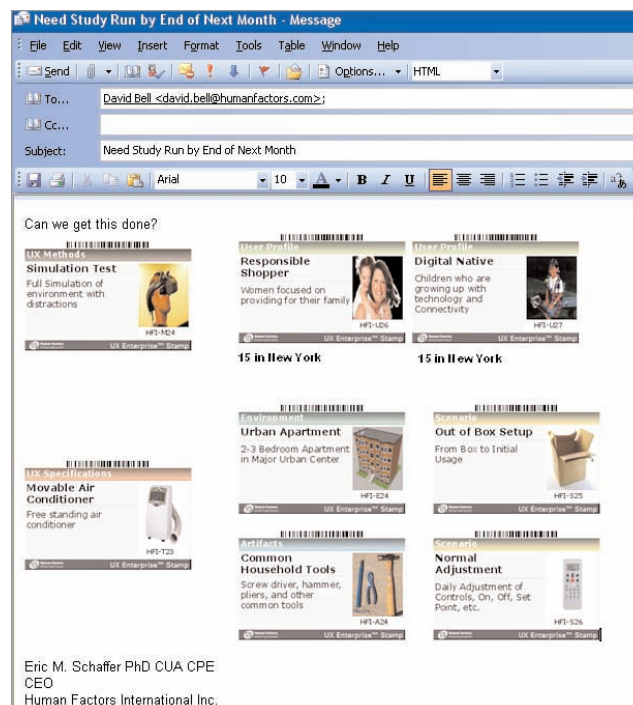 Need Study Run by End of Next Month - Message
File Edit View Insert Format Tools Table Window Help
Send Options... HTML
To... David Bell <david.bell@humanfactors.com>;
Cc...
Subject: Need Study Run by End of Next Month
Arial 10 A B I U
Can we get this done?
UX Methods
Simulation Test
Full Simulation of
environment with
distractions
HFI-M24
UX Enterprise™ Stamp
User Profile
Responsible
Shopper
Women focused on
providing for their family
HFI-U26
UX Enterprise™ Stamp
15 in New York
User Profile
Digital Native
Children who are
growing up with
technology and
Connectivity
HFI-U27
UX Enterprise™ Stamp
15 in New York
Environment
Urban Apartment
2-3 Bedroom Apartment
in Major Urban Center
HFI-E24
UX Enterprise™ Stamp
Scenario
Out of Box Setup
From Box to Initial
Usage
HFI-S25
UX Enterprise™ Stamp
UX Specifications
Movable Air
Conditioner
Free standing air
conditioner
HFI-T23
UX Enterprise™ Stamp
Artifacts
Common
Household Tools
Screw driver, hammer,
pliers, and other
common tools
HFI-A24
UX Enterprise™ Stamp
Scenario
Normal
Adjustment
Daily Adjustment of
Controls, On, Off, Set
Point, etc.
HFI-S26
UX Enterprise™ Stamp
Eric M. Schaffer PhD CUA CPE
CEO
Human Factors International Inc.